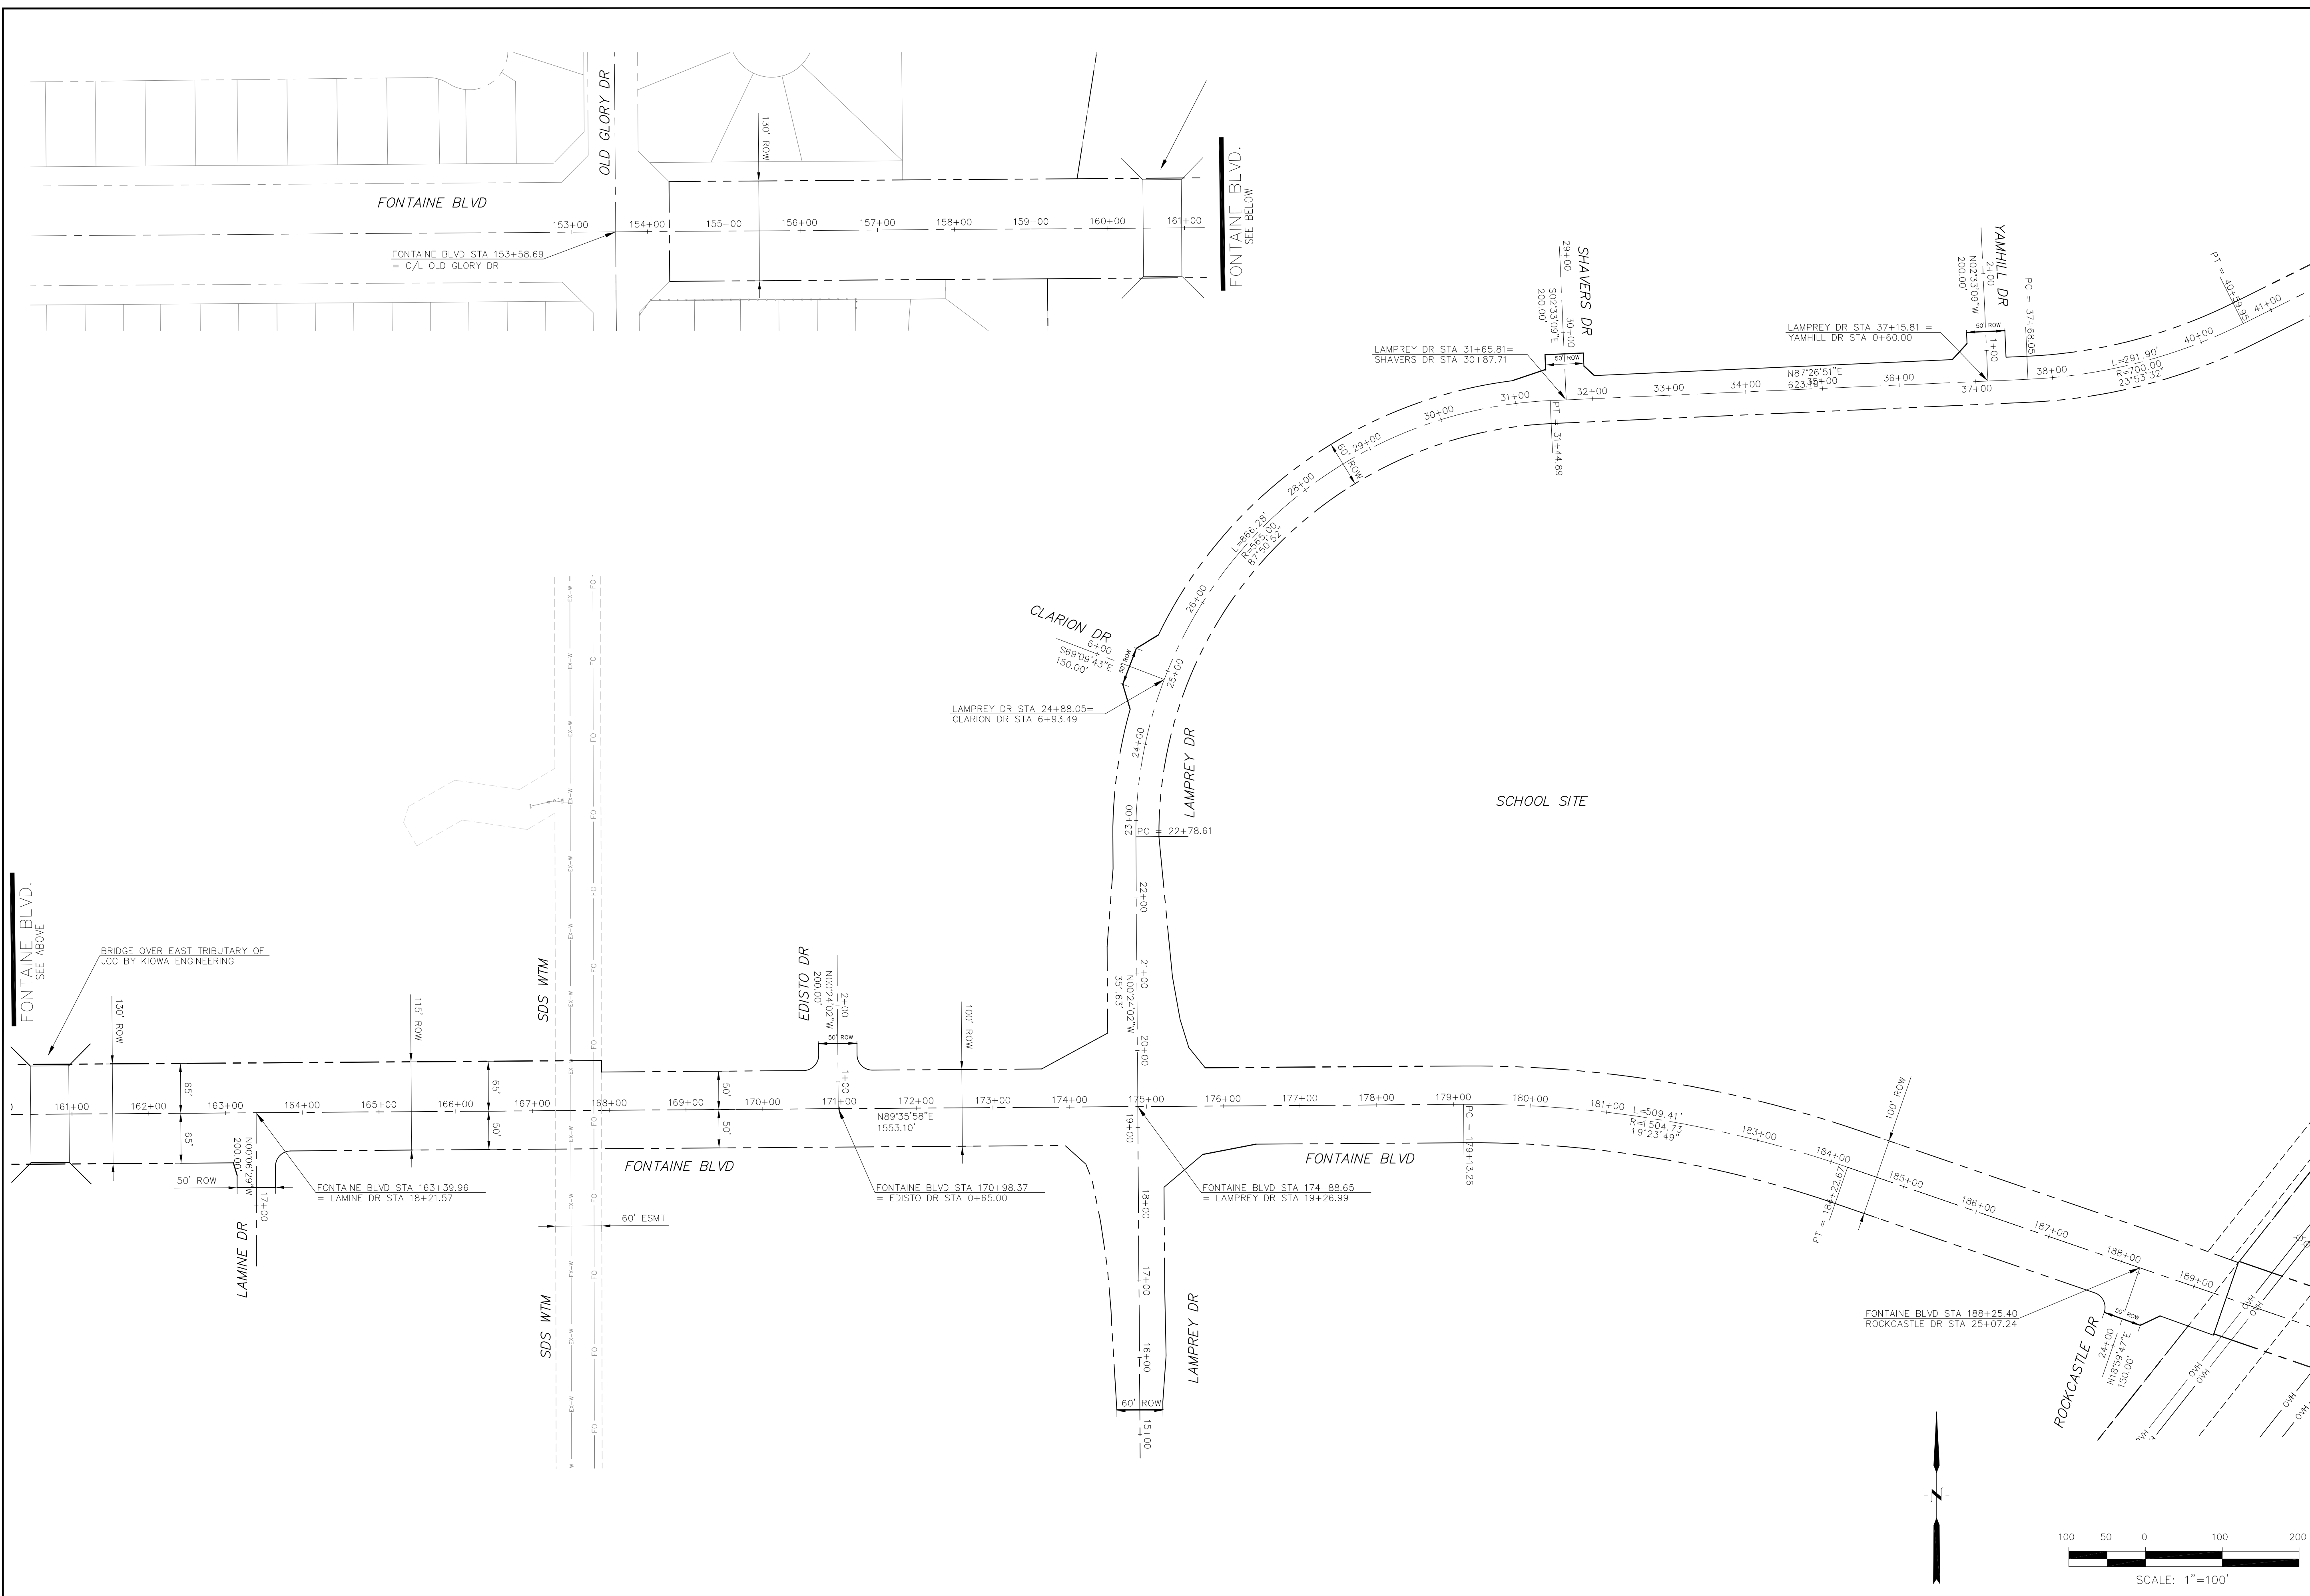 OLD GLORY DR
130' ROW
FONTAINE BLVD
153+00
154+00
155+00
156+00
157+00
158+00
159+00
160+00
161+00
FONTAINE BLVD STA 153+58.69
= C/L OLD GLORY DR
FONTAINE BLVD.
SEE BELOW
SHAVERS DR
29+00
30+00
S02°33'09"E
200.00'
50' ROW
LAMPREY DR STA 31+65.81=
SHAVERS DR STA 30+87.71
YAMHILL DR
2+00
1+00
N02°33'09"W
200.00'
50' ROW
LAMPREY DR STA 37+15.81 =
YAMHILL DR STA 0+60.00
PC = 37+68.05
PT = 40+59.95
41+00
40+00
L=291.90'
R=700.00
23°53'32"
38+00
37+00
36+00
35+00
N87°26'51"E
623.16'
34+00
33+00
32+00
31+00
PT = 31+44.89
30+00
29+00
60' ROW
28+00
L=866.28'
R=565.00'
87°50'52"
26+00
25+00
CLARION DR
6+00
S69°09'43"E
150.00'
50' ROW
LAMPREY DR STA 24+88.05=
CLARION DR STA 6+93.49
24+00
LAMPREY DR
23+00
PC = 22+78.61
22+00
21+00
N00°24'02"W
351.63'
20+00
SCHOOL SITE
FONTAINE BLVD.
SEE ABOVE
BRIDGE OVER EAST TRIBUTARY OF
JCC BY KIOWA ENGINEERING
130' ROW
115' ROW
SDS WTM
EX-W
FO
EDISTO DR
N00°24'02"W
200.00'
2+00
50' ROW
1+00
100' ROW
65'
65'
65'
50'
50'
50'
161+00
162+00
163+00
164+00
165+00
166+00
167+00
168+00
169+00
170+00
171+00
172+00
173+00
174+00
175+00
176+00
177+00
178+00
179+00
180+00
181+00
183+00
184+00
185+00
186+00
187+00
188+00
189+00
N89°35'58"E
1553.10'
19+00
PC = 179+13.26
L=509.41'
R=1504.73
19°23'49"
100' ROW
PT = 184+22.67
N00°06'29"W
200.00'
50' ROW
17+00
LAMINE DR
FONTAINE BLVD STA 163+39.96
= LAMINE DR STA 18+21.57
FONTAINE BLVD
FONTAINE BLVD STA 170+98.37
= EDISTO DR STA 0+65.00
FONTAINE BLVD STA 174+88.65
= LAMPREY DR STA 19+26.99
FONTAINE BLVD
60' ESMT
SDS WTM
18+00
17+00
16+00
15+00
60' ROW
LAMPREY DR
FONTAINE BLVD STA 188+25.40
ROCKCASTLE DR STA 25+07.24
50' ROW
24+00
N18°59'47"E
150.00'
ROCKCASTLE DR
OVH
OVH
OVH
OVH
OVH
OVH
N
100 50 0 100 200
SCALE: 1"=100'